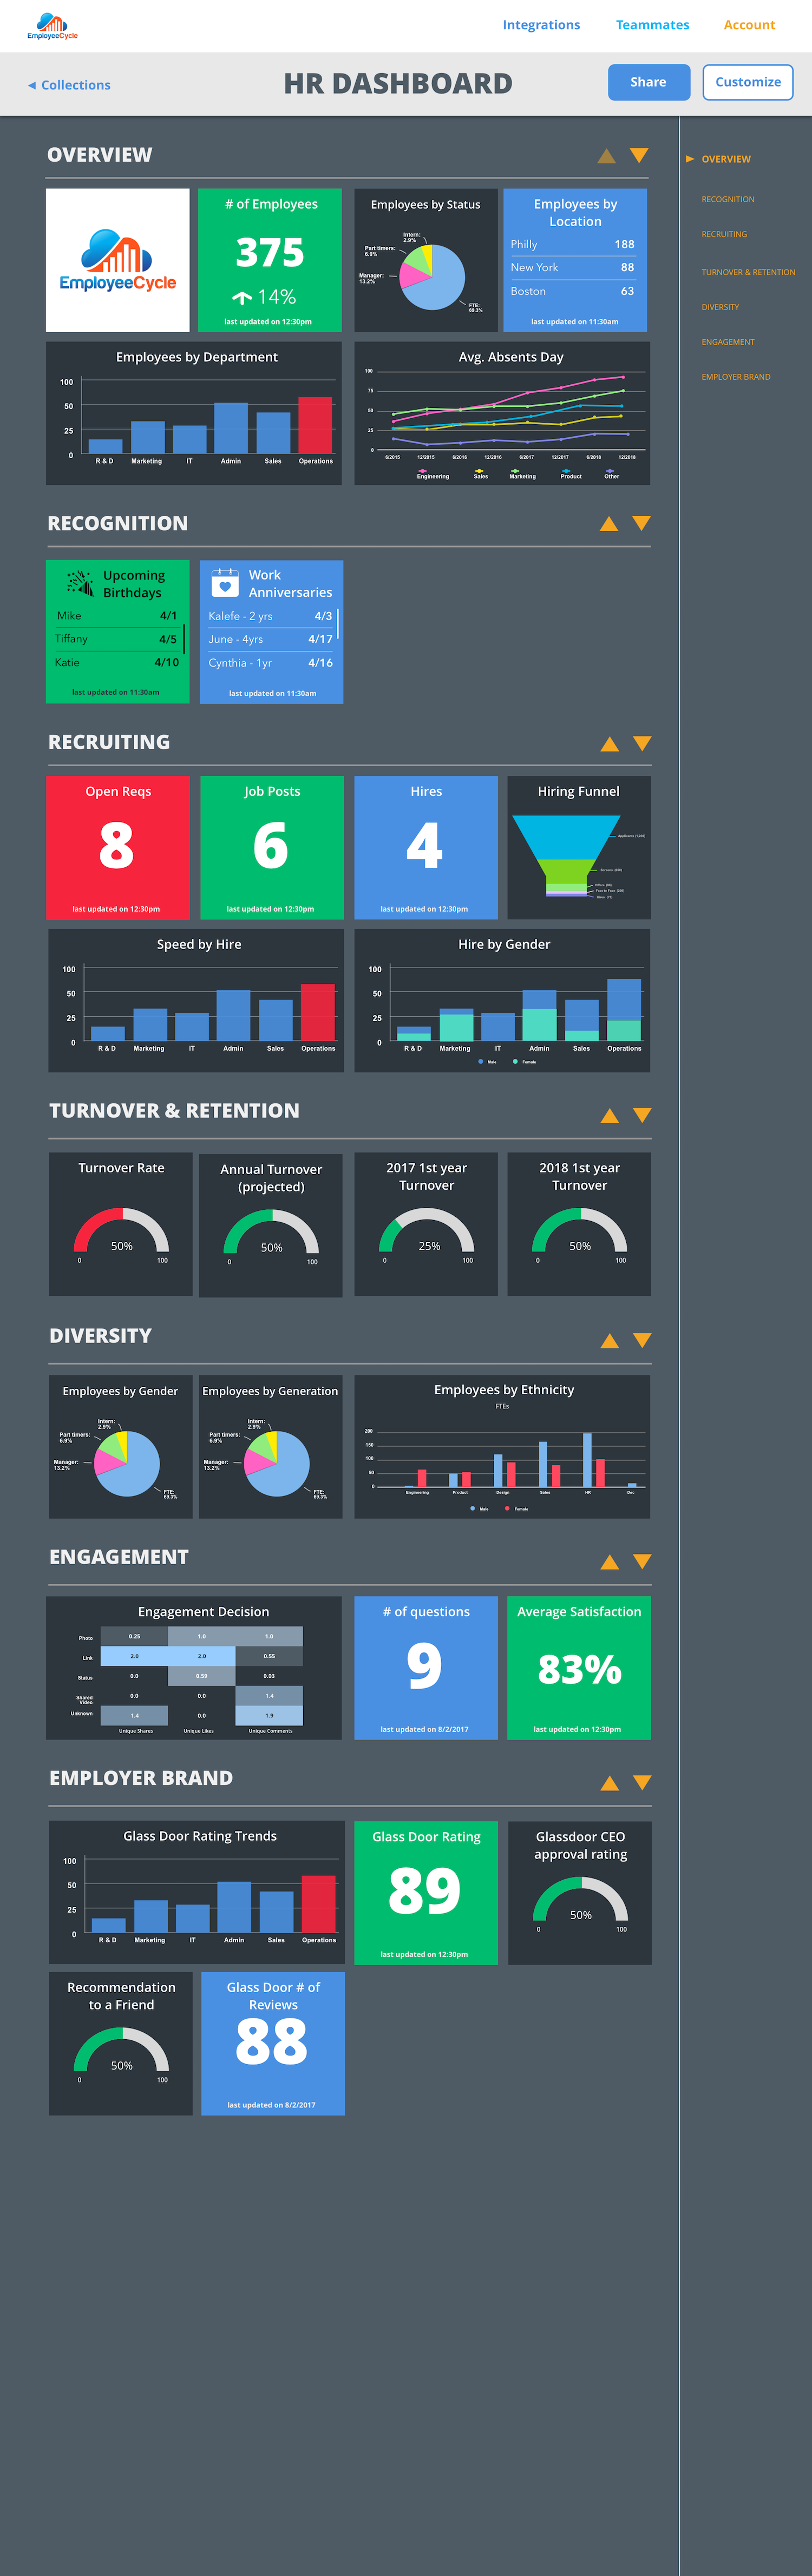 EmployeeCycle
Integrations
Teammates
Account
◄ Collections
HR DASHBOARD
Share
Customize
OVERVIEW
EmployeeCycle
# of Employees
375
14%
last updated on 12:30pm
Employees by Status
Intern:
2.9%
Part timers:
6.9%
Manager:
13.2%
FTE:
69.3%
Employees by
Location
Philly 188
New York 88
Boston 63
last updated on 11:30am
Employees by Department
100
50
25
0
R & D Marketing IT Admin Sales Operations
Avg. Absents Day
100
75
50
25
0
6/2015 12/2015 6/2016 12/2016 6/2017 12/2017 6/2018 12/2018
Engineering Sales Marketing Product Other
RECOGNITION
Upcoming
Birthdays
Mike 4/1
Tiffany 4/5
Katie 4/10
last updated on 11:30am
Work
Anniversaries
Kalefe - 2 yrs 4/3
June - 4yrs 4/17
Cynthia - 1yr 4/16
last updated on 11:30am
RECRUITING
Open Reqs
8
last updated on 12:30pm
Job Posts
6
last updated on 12:30pm
Hires
4
last updated on 12:30pm
Hiring Funnel
Speed by Hire
100
50
25
0
R & D Marketing IT Admin Sales Operations
Hire by Gender
100
50
25
0
R & D Marketing IT Admin Sales Operations
Male Female
TURNOVER & RETENTION
Turnover Rate
50%
0 100
Annual Turnover
(projected)
50%
0 100
2017 1st year
Turnover
25%
0 100
2018 1st year
Turnover
50%
0 100
DIVERSITY
Employees by Gender
Intern:
2.9%
Part timers:
6.9%
Manager:
13.2%
FTE:
69.3%
Employees by Generation
Intern:
2.9%
Part timers:
6.9%
Manager:
13.2%
FTE:
69.3%
Employees by Ethnicity
FTEs
200
150
100
50
0
Engineering Product Design Sales HR Dec
Male Female
ENGAGEMENT
Engagement Decision
Photo 0.25 1.0 1.0
Link 2.0 2.0 0.55
Status 0.0 0.59 0.03
Shared
Video 0.0 0.0 1.4
Unknown 1.4 0.0 1.9
Unique Shares Unique Likes Unique Comments
# of questions
9
last updated on 8/2/2017
Average Satisfaction
83%
last updated on 12:30pm
EMPLOYER BRAND
Glass Door Rating Trends
100
50
25
0
R & D Marketing IT Admin Sales Operations
Glass Door Rating
89
last updated on 12:30pm
Glassdoor CEO
approval rating
50%
0 100
Recommendation
to a Friend
50%
0 100
Glass Door # of
Reviews
88
last updated on 8/2/2017
► OVERVIEW
RECOGNITION
RECRUITING
TURNOVER & RETENTION
DIVERSITY
ENGAGEMENT
EMPLOYER BRAND